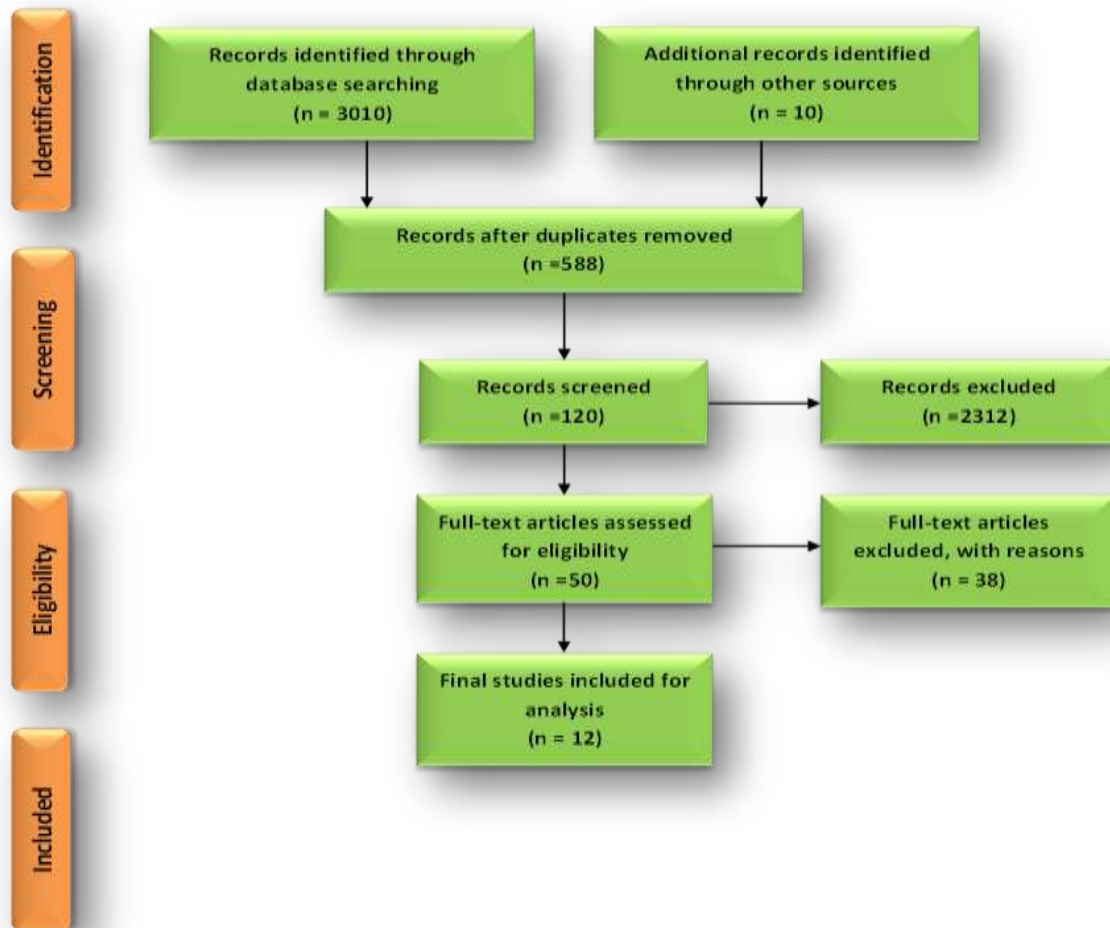 Identification
Records identified through
database searching
(n = 3010)
Additional records identified
through other sources
(n = 10)
Records after duplicates removed
(n =588)
Screening
Records screened
(n =120)
Records excluded
(n =2312)
Eligibility
Full-text articles assessed
for eligibility
(n =50)
Full-text articles
excluded, with reasons
(n = 38)
Final studies included for
analysis
(n = 12)
Included